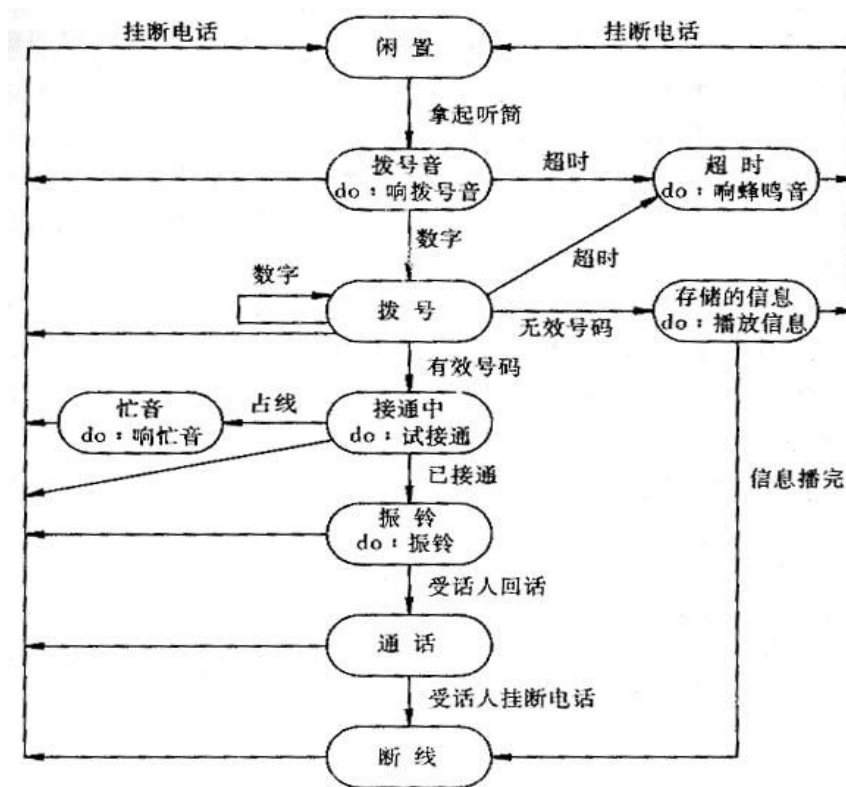 挂断电话
闲置
挂断电话
拿起听筒
拨号音
do：响拨号音
超时
超时
do：响蜂鸣音
数字
超时
数字
拨号
无效号码
存储的信息
do：播放信息
有效号码
忙音
do：响忙音
占线
接通中
do：试接通
已接通
信息播完
振铃
do：振铃
受话人回话
通话
受话人挂断电话
断线